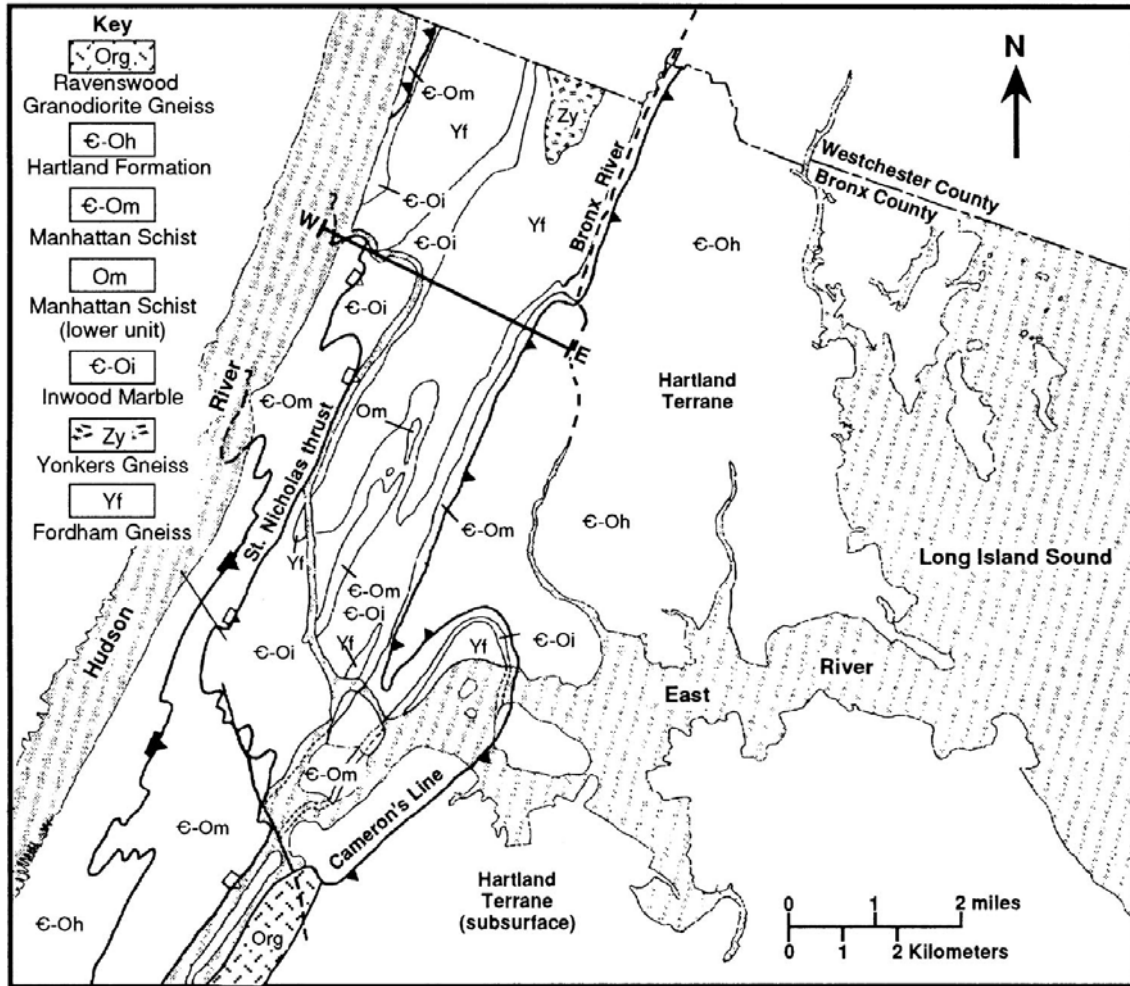 Key
Org
Ravenswood
Granodiorite Gneiss
Є-Oh
Hartland Formation
Є-Om
Manhattan Schist
Om
Manhattan Schist
(lower unit)
Є-Oi
Inwood Marble
Zy
Yonkers Gneiss
Yf
Fordham Gneiss
N
Є-Om
Yf
Zy
Є-Oi
Westchester County
Bronx County
W
Є-Oi
Yf
Bronx River
Є-Oh
Є-Oi
E
Hartland
Terrane
River
Є-Om
Om
St. Nicholas thrust
Є-Om
Є-Oh
Long Island Sound
Yf
Є-Om
Є-Oi
Hudson
Є-Oi
Yf
Yf
Є-Oi
River
East
Є-Om
Cameron's Line
Є-Om
Hartland
Terrane
(subsurface)
Є-Oh
Org
0 1 2 miles
0 1 2 Kilometers